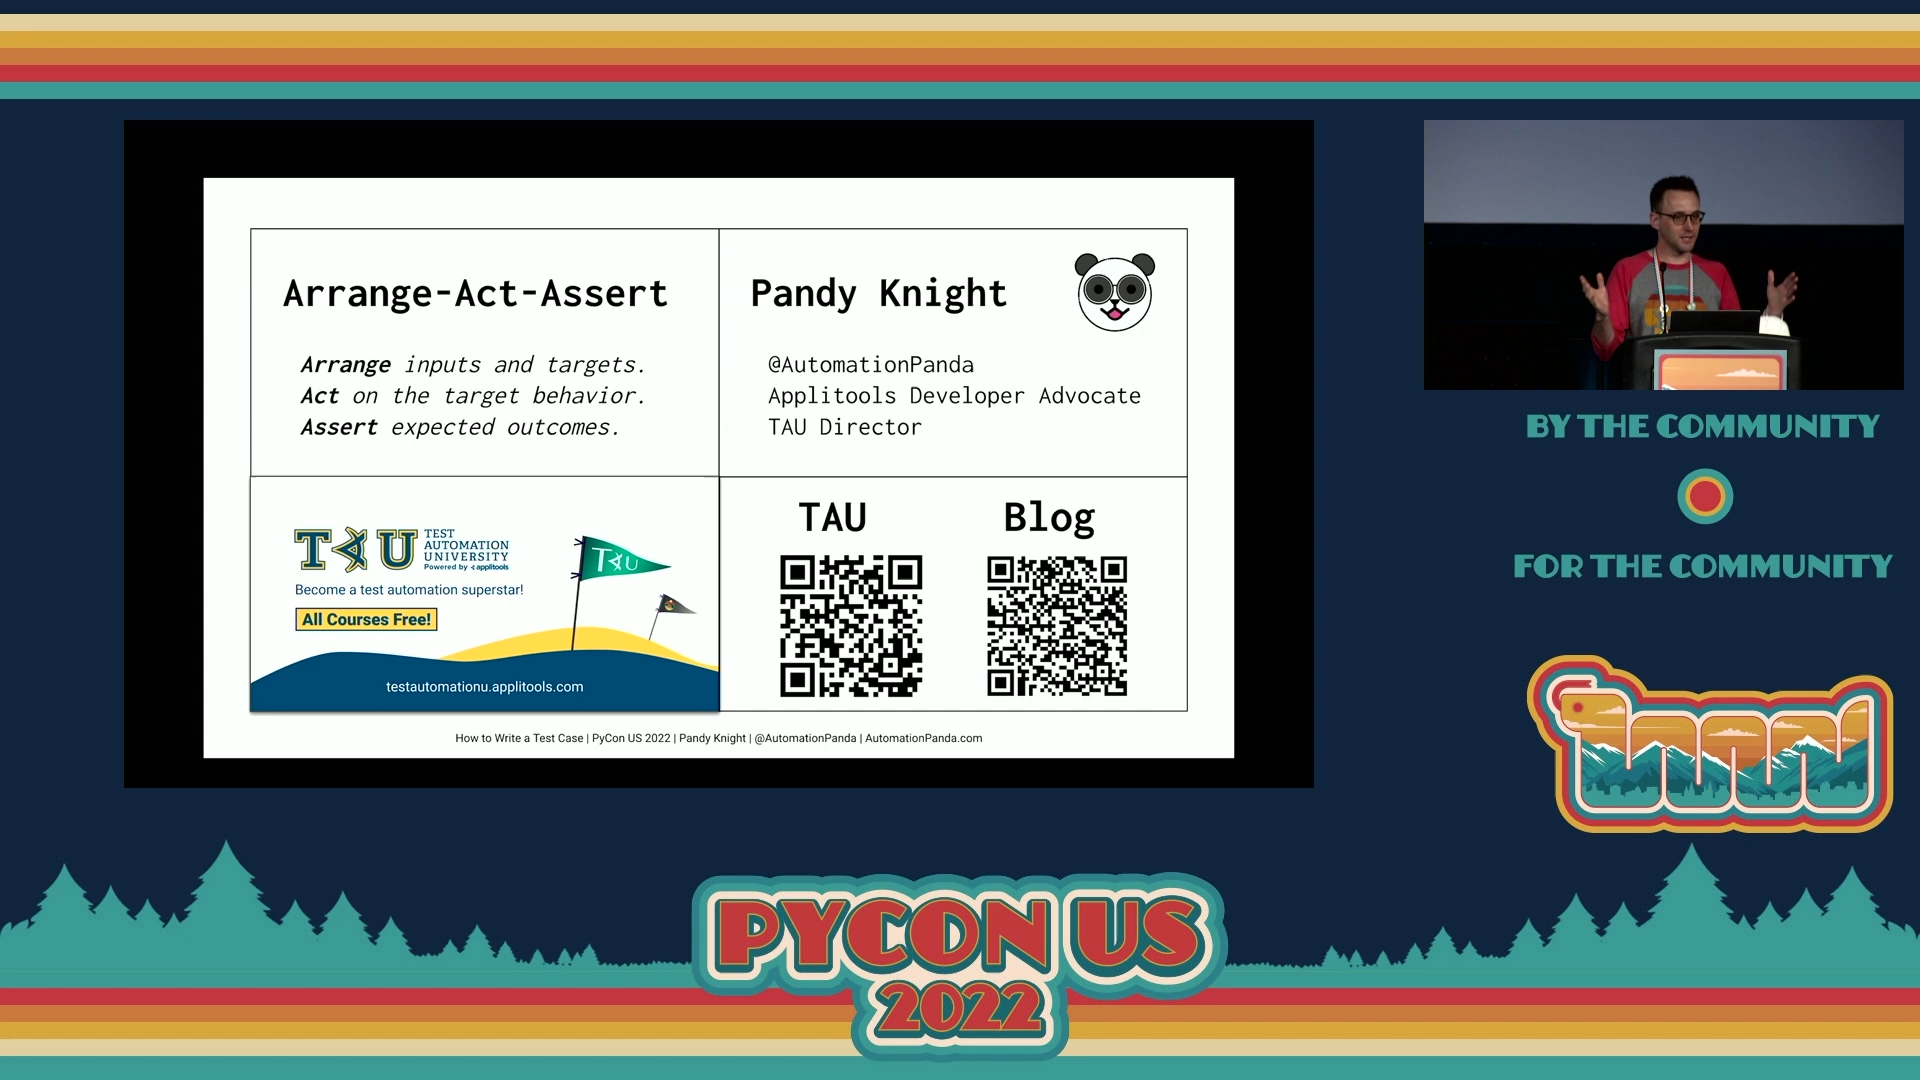 Arrange-Act-Assert
Arrange inputs and targets.
Act on the target behavior.
Assert expected outcomes.
Pandy Knight
@AutomationPanda
Applitools Developer Advocate
TAU Director
TAU TEST
AUTOMATION
UNIVERSITY
Powered by applitools
Become a test automation superstar!
All Courses Free!
TAU
testautomationu.applitools.com
TAU
Blog
How to Write a Test Case | PyCon US 2022 | Pandy Knight | @AutomationPanda | AutomationPanda.com
BY THE COMMUNITY
FOR THE COMMUNITY
PYCON US
2022